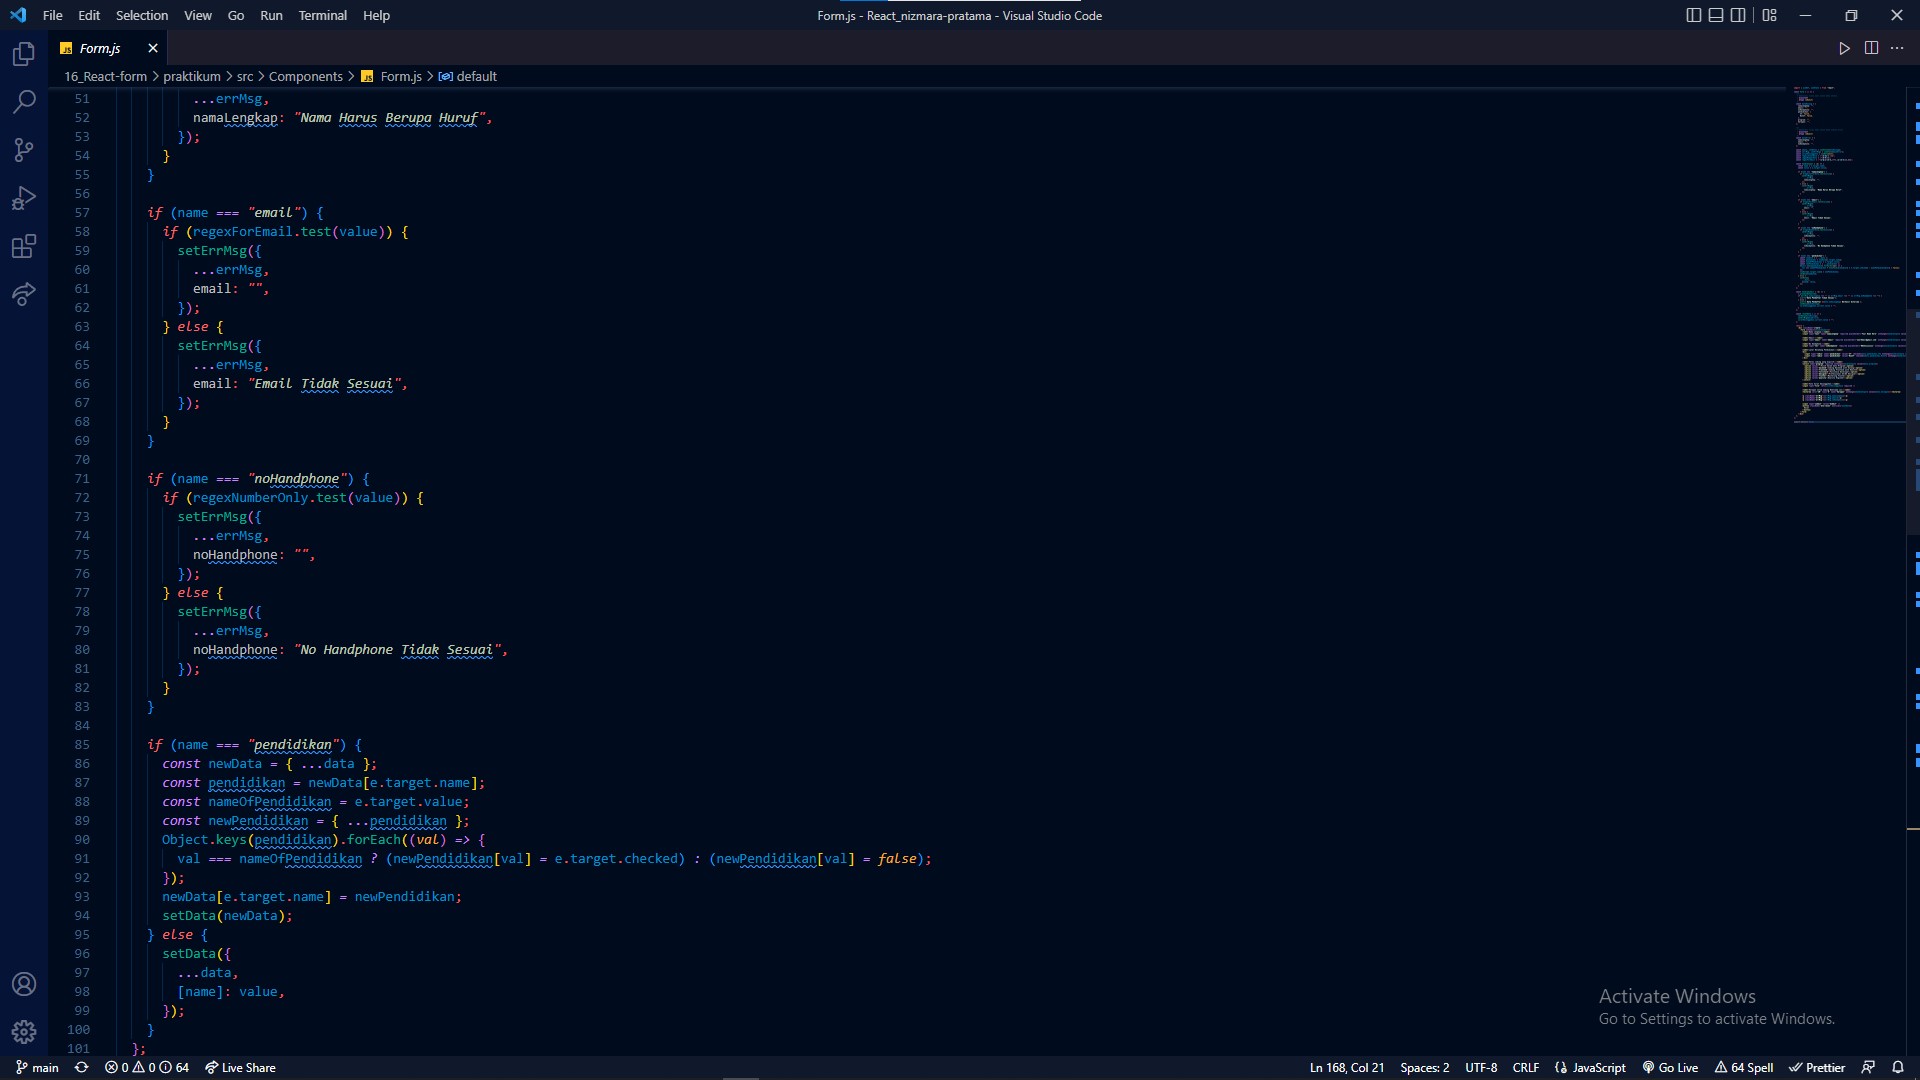 File Edit Selection View Go Run Terminal Help
Form.js - React_nizmara-pratama - Visual Studio Code
JS Form.js
16_React-form > praktikum > src > Components > JS Form.js > default
51 ...errMsg,
52 namaLengkap: "Nama Harus Berupa Huruf",
53 });
54 }
55 }
56
57 if (name === "email") {
58 if (regexForEmail.test(value)) {
59 setErrMsg({
60 ...errMsg,
61 email: "",
62 });
63 } else {
64 setErrMsg({
65 ...errMsg,
66 email: "Email Tidak Sesuai",
67 });
68 }
69 }
70
71 if (name === "noHandphone") {
72 if (regexNumberOnly.test(value)) {
73 setErrMsg({
74 ...errMsg,
75 noHandphone: "",
76 });
77 } else {
78 setErrMsg({
79 ...errMsg,
80 noHandphone: "No Handphone Tidak Sesuai",
81 });
82 }
83 }
84
85 if (name === "pendidikan") {
86 const newData = { ...data };
87 const pendidikan = newData[e.target.name];
88 const nameOfPendidikan = e.target.value;
89 const newPendidikan = { ...pendidikan };
90 Object.keys(pendidikan).forEach((val) => {
91 val === nameOfPendidikan ? (newPendidikan[val] = e.target.checked) : (newPendidikan[val] = false);
92 });
93 newData[e.target.name] = newPendidikan;
94 setData(newData);
95 } else {
96 setData({
97 ...data,
98 [name]: value,
99 });
100 }
101 };
Activate Windows
Go to Settings to activate Windows.
main 0 0 64 Live Share Ln 168, Col 21 Spaces: 2 UTF-8 CRLF JavaScript Go Live 64 Spell Prettier